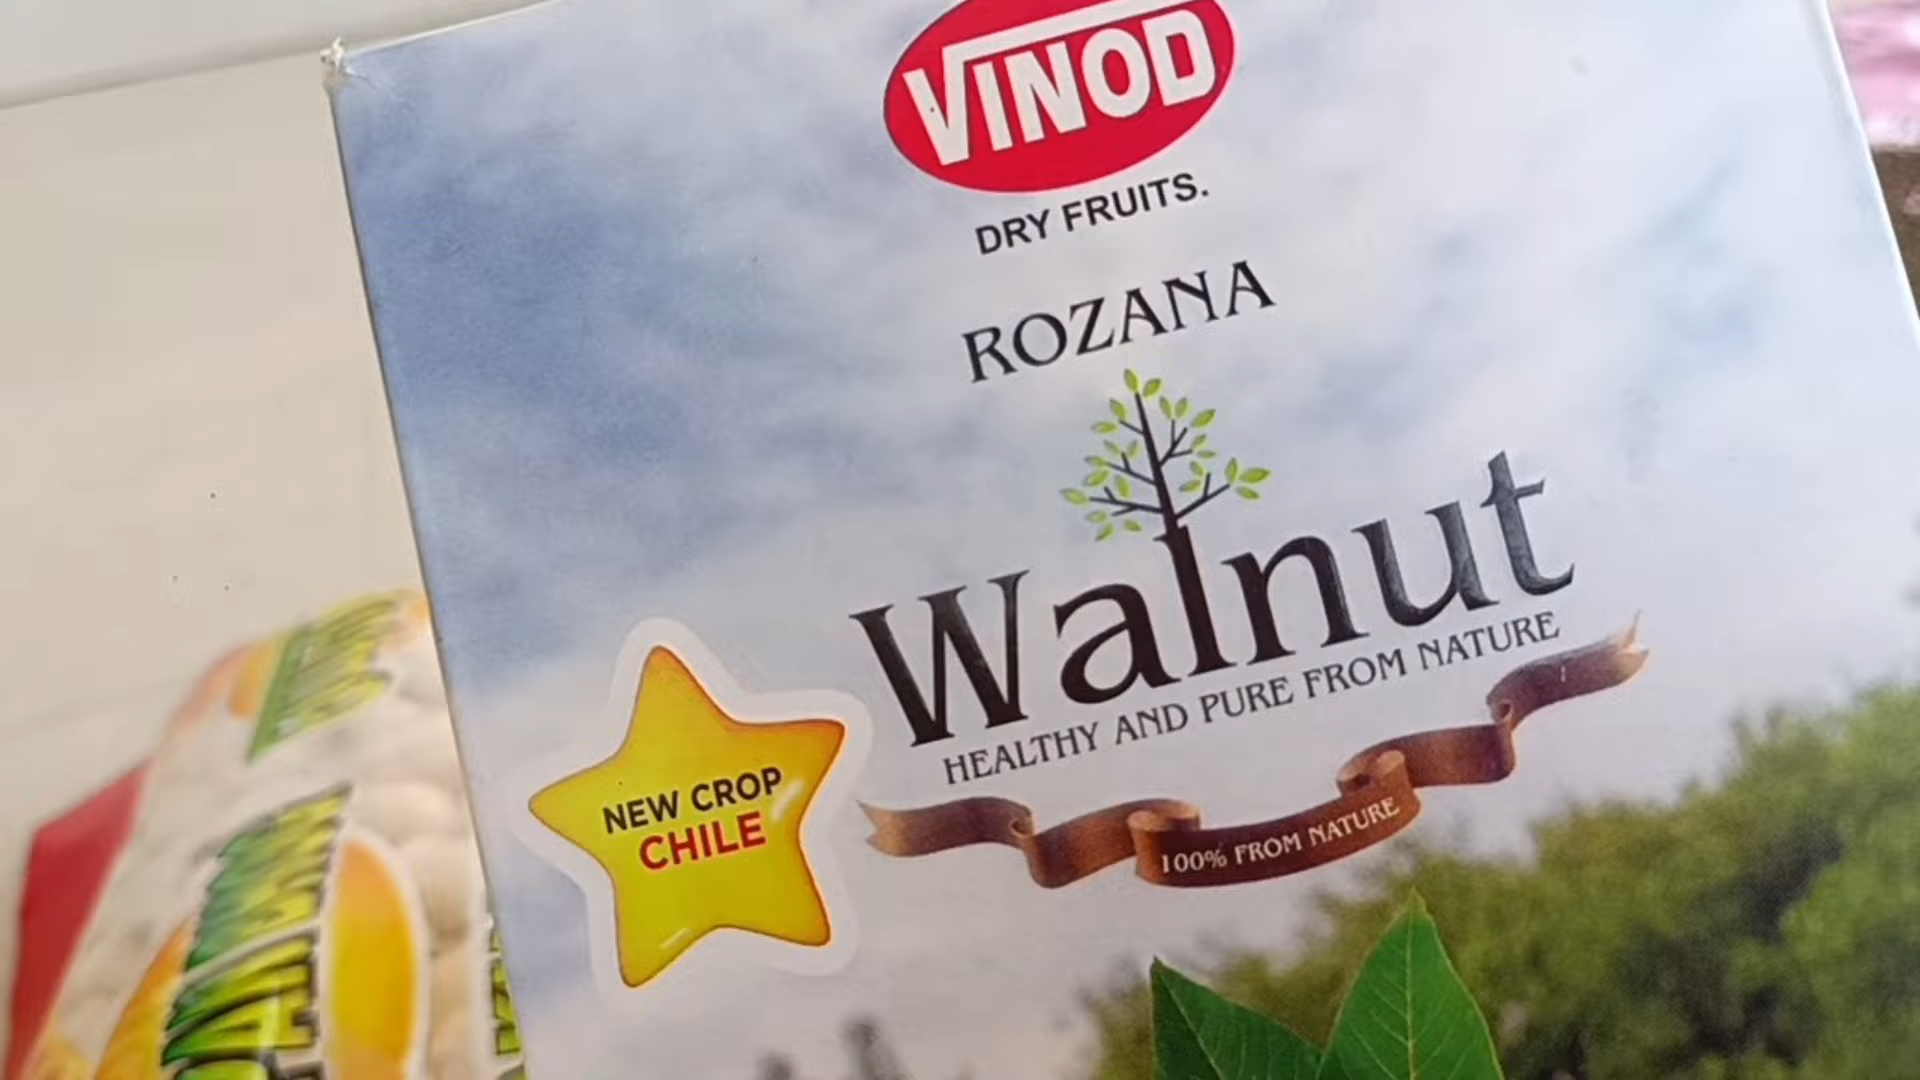 VINOD
DRY FRUITS.
ROZANA
Walnut
HEALTHY AND PURE FROM NATURE
100% FROM NATURE
NEW CROP
CHILE